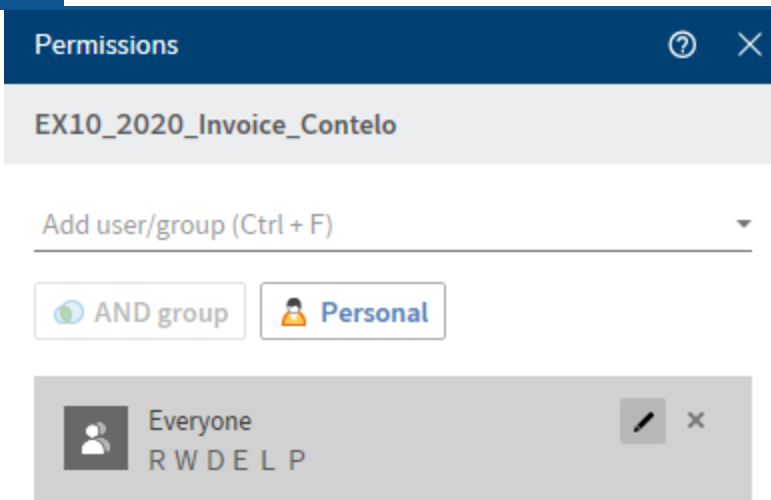 Permissions
EX10_2020_Invoice_Contelo
Add user/group (Ctrl + F)
AND group Personal
Everyone
R W D E L P